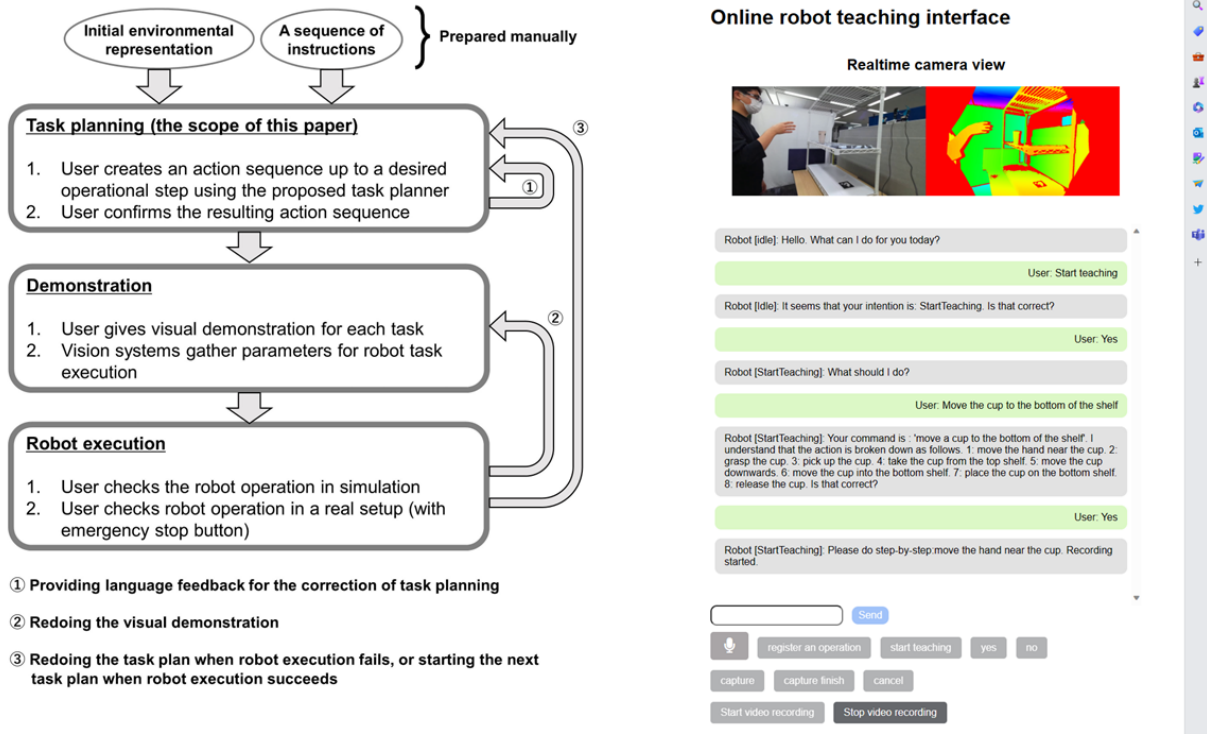 Initial environmental
representation
A sequence of
instructions
Prepared manually
Task planning (the scope of this paper)
1. User creates an action sequence up to a desired
operational step using the proposed task planner
2. User confirms the resulting action sequence
①
③
Demonstration
1. User gives visual demonstration for each task
2. Vision systems gather parameters for robot task
execution
②
Robot execution
1. User checks the robot operation in simulation
2. User checks robot operation in a real setup (with
emergency stop button)
① Providing language feedback for the correction of task planning
② Redoing the visual demonstration
③ Redoing the task plan when robot execution fails, or starting the next
task plan when robot execution succeeds
Online robot teaching interface
Realtime camera view
Robot [idle]: Hello. What can I do for you today?
User: Start teaching
Robot [Idle]: It seems that your intention is: StartTeaching. Is that correct?
User: Yes
Robot [StartTeaching]: What should I do?
User: Move the cup to the bottom of the shelf
Robot [StartTeaching]: Your command is : 'move a cup to the bottom of the shelf'. I
understand that the action is broken down as follows. 1: move the hand near the cup. 2:
grasp the cup. 3: pick up the cup. 4: take the cup from the top shelf. 5: move the cup
downwards. 6: move the cup into the bottom shelf. 7: place the cup on the bottom shelf.
8: release the cup. Is that correct?
User: Yes
Robot [StartTeaching]: Please do step-by-step:move the hand near the cup. Recording
started.
Send
register an operation
start teaching
yes
no
capture
capture finish
cancel
Start video recording
Stop video recording